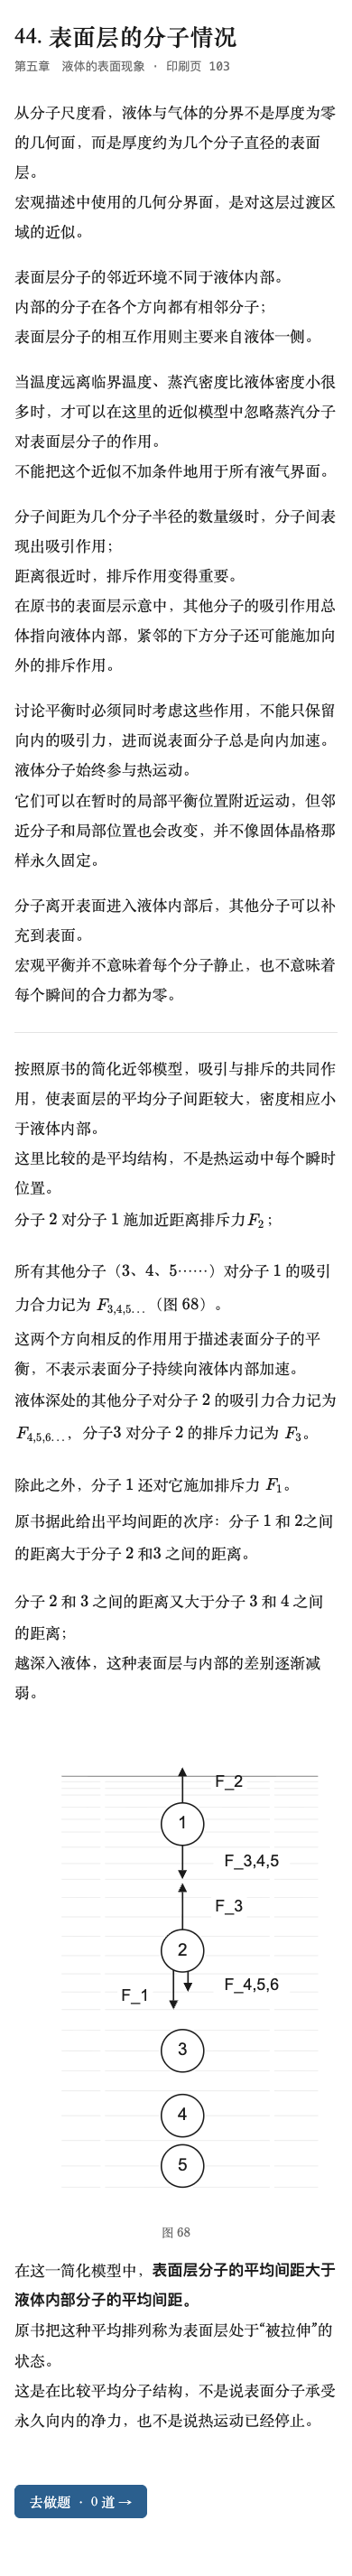 44. 表面层的分子情况
第五章　液体的表面现象 · 印刷页 103
从分子尺度看，液体与气体的分界不是厚度为零
的几何面，而是厚度约为几个分子直径的表面
层。
宏观描述中使用的几何分界面，是对这层过渡区
域的近似。
表面层分子的邻近环境不同于液体内部。
内部的分子在各个方向都有相邻分子；
表面层分子的相互作用则主要来自液体一侧。
当温度远离临界温度、蒸汽密度比液体密度小很
多时，才可以在这里的近似模型中忽略蒸汽分子
对表面层分子的作用。
不能把这个近似不加条件地用于所有液气界面。
分子间距为几个分子半径的数量级时，分子间表
现出吸引作用；
距离很近时，排斥作用变得重要。
在原书的表面层示意中，其他分子的吸引作用总
体指向液体内部，紧邻的下方分子还可能施加向
外的排斥作用。
讨论平衡时必须同时考虑这些作用，不能只保留
向内的吸引力，进而说表面分子总是向内加速。
液体分子始终参与热运动。
它们可以在暂时的局部平衡位置附近运动，但邻
近分子和局部位置也会改变，并不像固体晶格那
样永久固定。
分子离开表面进入液体内部后，其他分子可以补
充到表面。
宏观平衡并不意味着每个分子静止，也不意味着
每个瞬间的合力都为零。
按照原书的简化近邻模型，吸引与排斥的共同作
用，使表面层的平均分子间距较大，密度相应小
于液体内部。
这里比较的是平均结构，不是热运动中每个瞬时
位置。
分子 2 对分子 1 施加近距离排斥力F₂；
所有其他分子（3、4、5……）对分子 1 的吸引
力合力记为 F₃,₄,₅…（图 68）。
这两个方向相反的作用用于描述表面分子的平
衡，不表示表面分子持续向液体内部加速。
液体深处的其他分子对分子 2 的吸引力合力记为
F₄,₅,₆…，分子3 对分子 2 的排斥力记为 F₃。
除此之外，分子 1 还对它施加排斥力 F₁。
原书据此给出平均间距的次序：分子 1 和 2之间
的距离大于分子 2 和3 之间的距离。
分子 2 和 3 之间的距离又大于分子 3 和 4 之间
的距离；
越深入液体，这种表面层与内部的差别逐渐减
弱。
F_2
1
F_3,4,5
F_3
2
F_4,5,6
F_1
3
4
5
图 68
在这一简化模型中，表面层分子的平均间距大于
液体内部分子的平均间距。
原书把这种平均排列称为表面层处于“被拉伸”的
状态。
这是在比较平均分子结构，不是说表面分子承受
永久向内的净力，也不是说热运动已经停止。
去做题 · 0 道 →